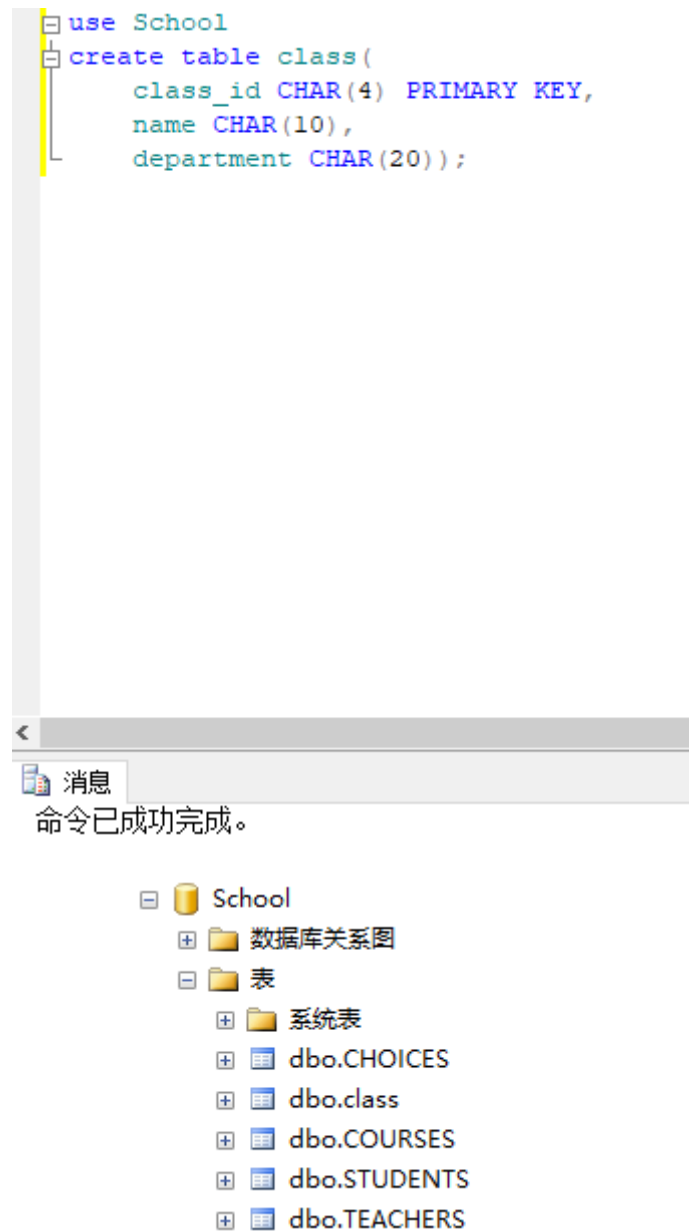 use School
create table class(
class_id CHAR(4) PRIMARY KEY,
name CHAR(10),
department CHAR(20));
消息
命令已成功完成。
School
数据库关系图
表
系统表
dbo.CHOICES
dbo.class
dbo.COURSES
dbo.STUDENTS
dbo.TEACHERS